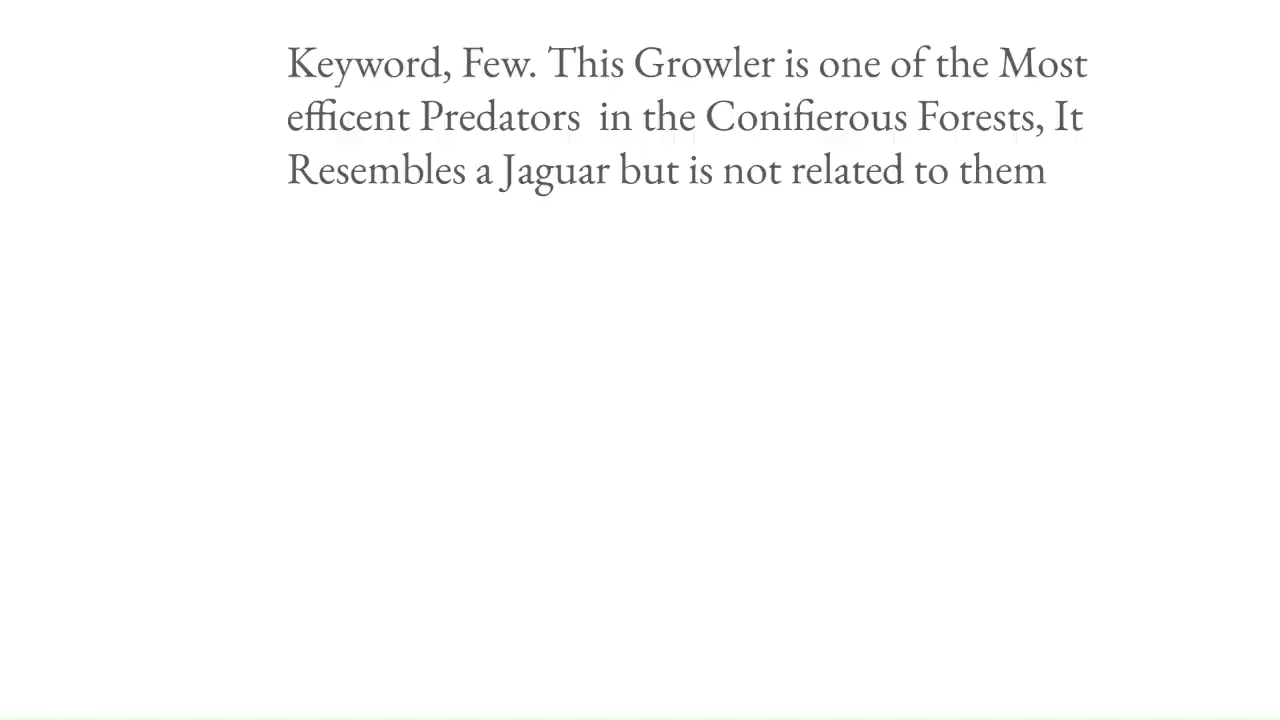 Keyword, Few. This Growler is one of the Most
efficent Predators  in the Conifierous Forests, It
Resembles a Jaguar but is not related to them